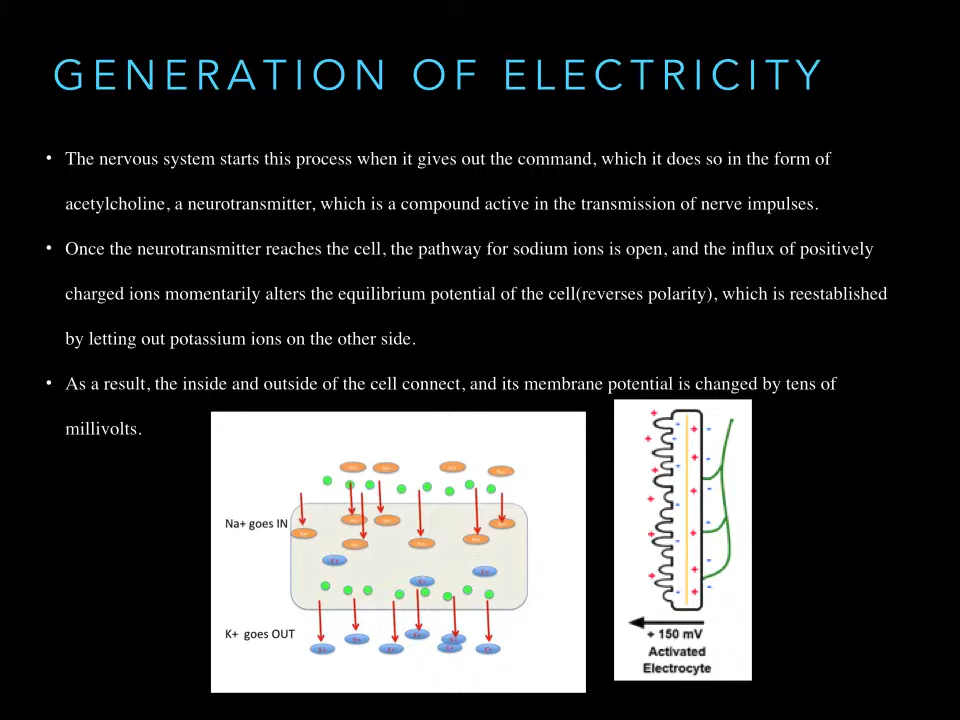 GENERATION OF ELECTRICITY
• The nervous system starts this process when it gives out the command, which it does so in the form of
acetylcholine, a neurotransmitter, which is a compound active in the transmission of nerve impulses.
• Once the neurotransmitter reaches the cell, the pathway for sodium ions is open, and the influx of positively
charged ions momentarily alters the equilibrium potential of the cell(reverses polarity), which is reestablished
by letting out potassium ions on the other side.
• As a result, the inside and outside of the cell connect, and its membrane potential is changed by tens of
millivolts.
Na+ goes IN
K+ goes OUT
+ 150 mV
Activated
Electrocyte